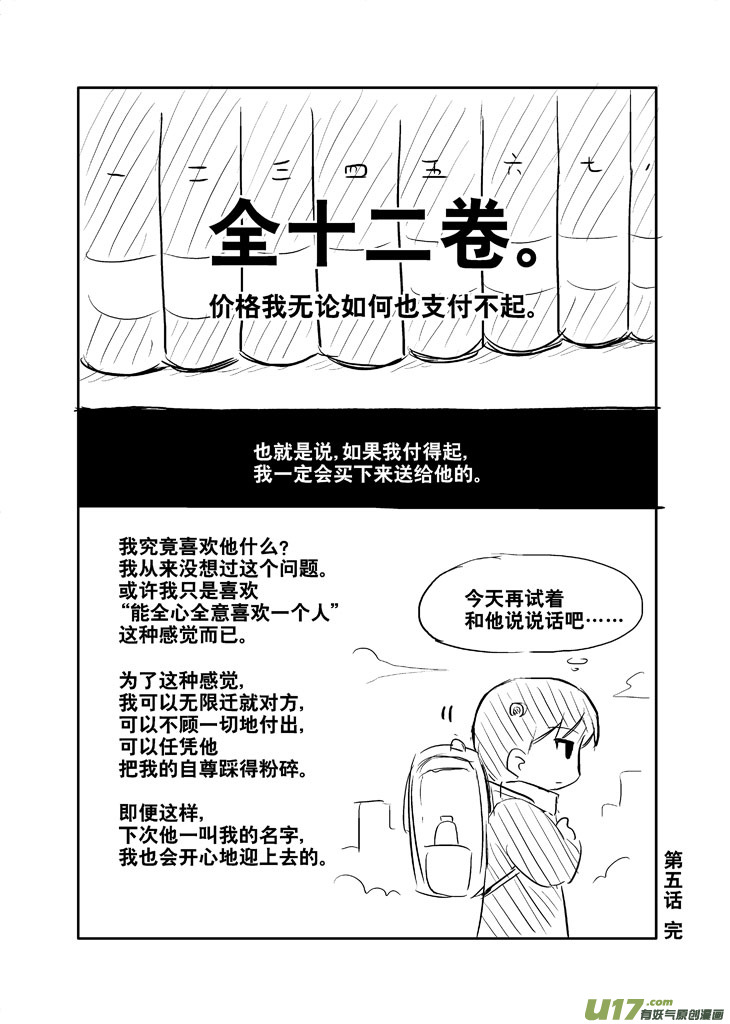 一 二 三 四 五 六 七 八
全十二卷。
价格我无论如何也支付不起。
也就是说,如果我付得起,
我一定会买下来送给他的。
我究竟喜欢他什么?
我从来没想过这个问题。
或许我只是喜欢
“能全心全意喜欢一个人”
这种感觉而已。
今天再试着
和他说说话吧……
为了这种感觉,
我可以无限迁就对方,
可以不顾一切地付出,
可以任凭他
把我的自尊踩得粉碎。
即便这样,
下次他一叫我的名字,
我也会开心地迎上去的。
第五话 完
U17.com
有妖气原创漫画